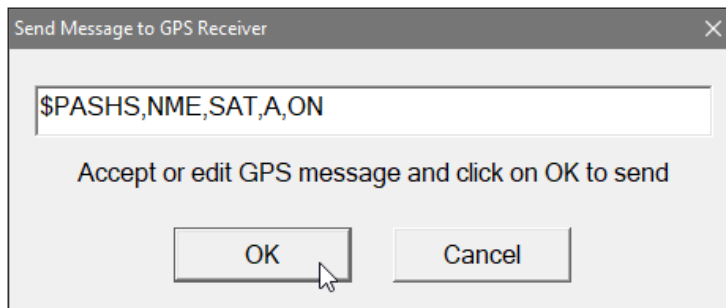 Send Message to GPS Receiver
$PASHS,NME,SAT,A,ON
Accept or edit GPS message and click on OK to send
OK Cancel